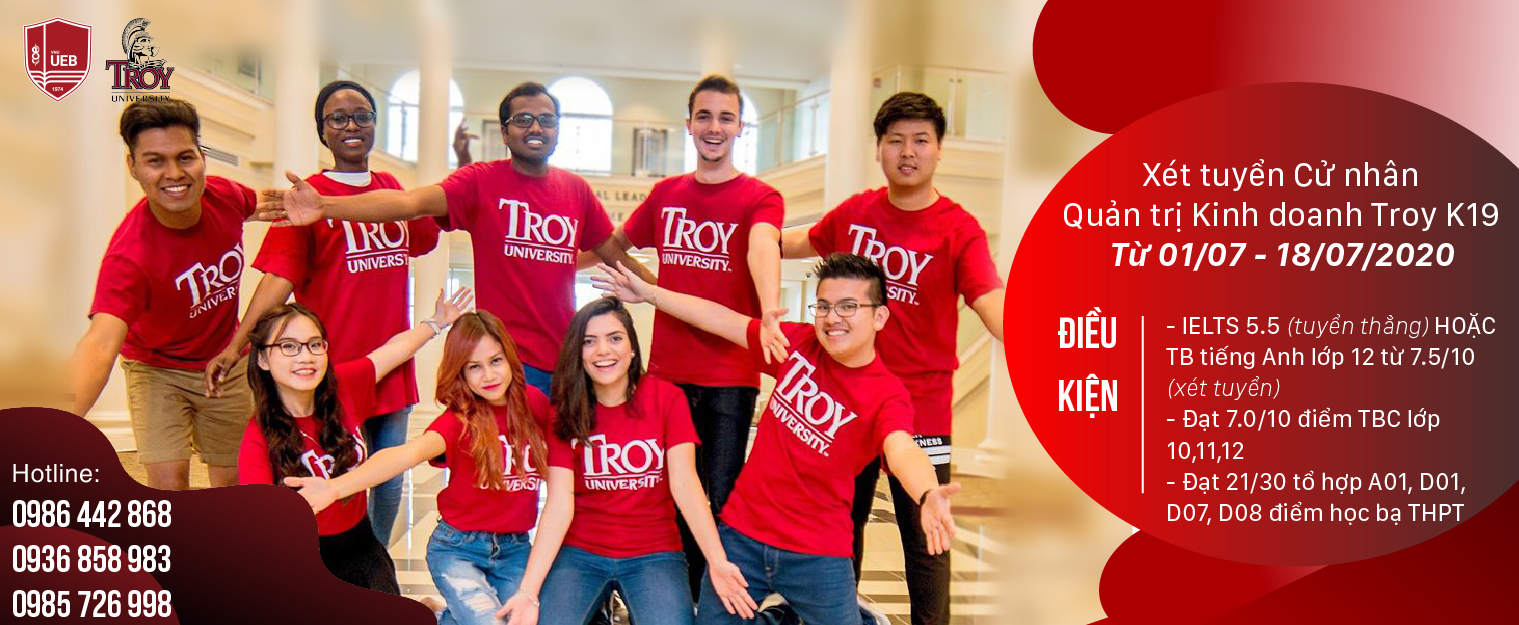 VNU
UEB
1974
TROY
UNIVERSITY
TROY
UNIVERSITY
TROY
UNIVERSITY
TROY
UNIVERSITY
TROY
UNIVERSITY
TROY
TROY
UNIVERSITY
TROY
UNIVERSITY
Hotline:
0986 442 868
0936 858 983
0985 726 998
Xét tuyển Cử nhân
Quản trị Kinh doanh Troy K19
Từ 01/07 - 18/07/2020
ĐIỀU
KIỆN
- IELTS 5.5 (tuyển thẳng) HOẶC
TB tiếng Anh lớp 12 từ 7.5/10
(xét tuyển)
- Đạt 7.0/10 điểm TBC lớp
10,11,12
- Đạt 21/30 tổ hợp A01, D01,
D07, D08 điểm học bạ THPT